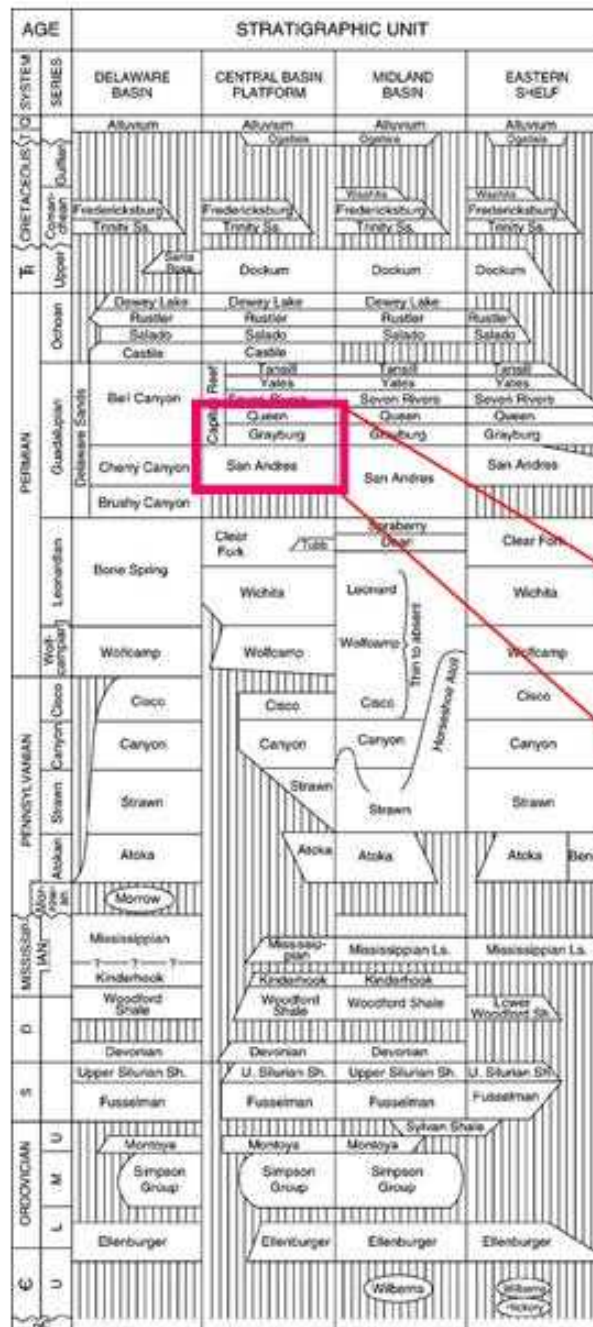 AGE STRATIGRAPHIC UNIT
SYSTEM SERIES DELAWARE BASIN CENTRAL BASIN PLATFORM MIDLAND BASIN EASTERN SHELF
Q Alluvium Alluvium Alluvium Alluvium
Ogallala Ogallala Ogallala
CRETACEOUS Gulfian
Washita Washita
Fredericksburg Fredericksburg Fredericksburg Fredericksburg
Trinity Ss. Trinity Ss. Trinity Ss. Trinity Ss.
Upper Santa Rosa Dockum Dockum Dockum
PERMIAN Ochoan
Dewey Lake Dewey Lake Dewey Lake
Rustler Rustler Rustler Rustler
Salado Salado Salado Salado
Castile Castile
Guadalupian Delaware Sands Reef
Tansill Tansill Tansill
Bell Canyon Yates Yates Yates
Seven Rivers Seven Rivers Seven Rivers
Queen Queen Queen
Grayburg Grayburg Grayburg
Cherry Canyon San Andres San Andres San Andres
Brushy Canyon
Leonardian
Spraberry
Clear Fork Tubb Dean Clear Fork
Bone Spring Wichita Leonard Wichita
Wolfcamp Wolfcamp Wolfcamp Wolfcamp
Thin to absent
Horseshoe Atoll
PENNSYLVANIAN
Cisco Cisco Cisco Cisco Cisco
Canyon Canyon Canyon Canyon Canyon
Strawn Strawn Strawn Strawn Strawn
Atokan Atoka Atoka Atoka Atoka Ben
Morrow
Mississippian Mississippian Mississippian Ls. Mississippian Ls.
? ? ?
Kinderhook Kinderhook Kinderhook
D Woodford Shale Woodford Shale Woodford Shale Lower Woodford Sh.
Devonian Devonian Devonian
S Upper Silurian Sh. U. Silurian Sh. Upper Silurian Sh. U. Silurian Sh.
Fusselman Fusselman Fusselman Fusselman
Sylvan Shale
ORDOVICIAN
U Montoya Montoya Montoya
M Simpson Group Simpson Group Simpson Group
L Ellenburger Ellenburger Ellenburger Ellenburger
Є U Wilberns Wilberns
Hickory